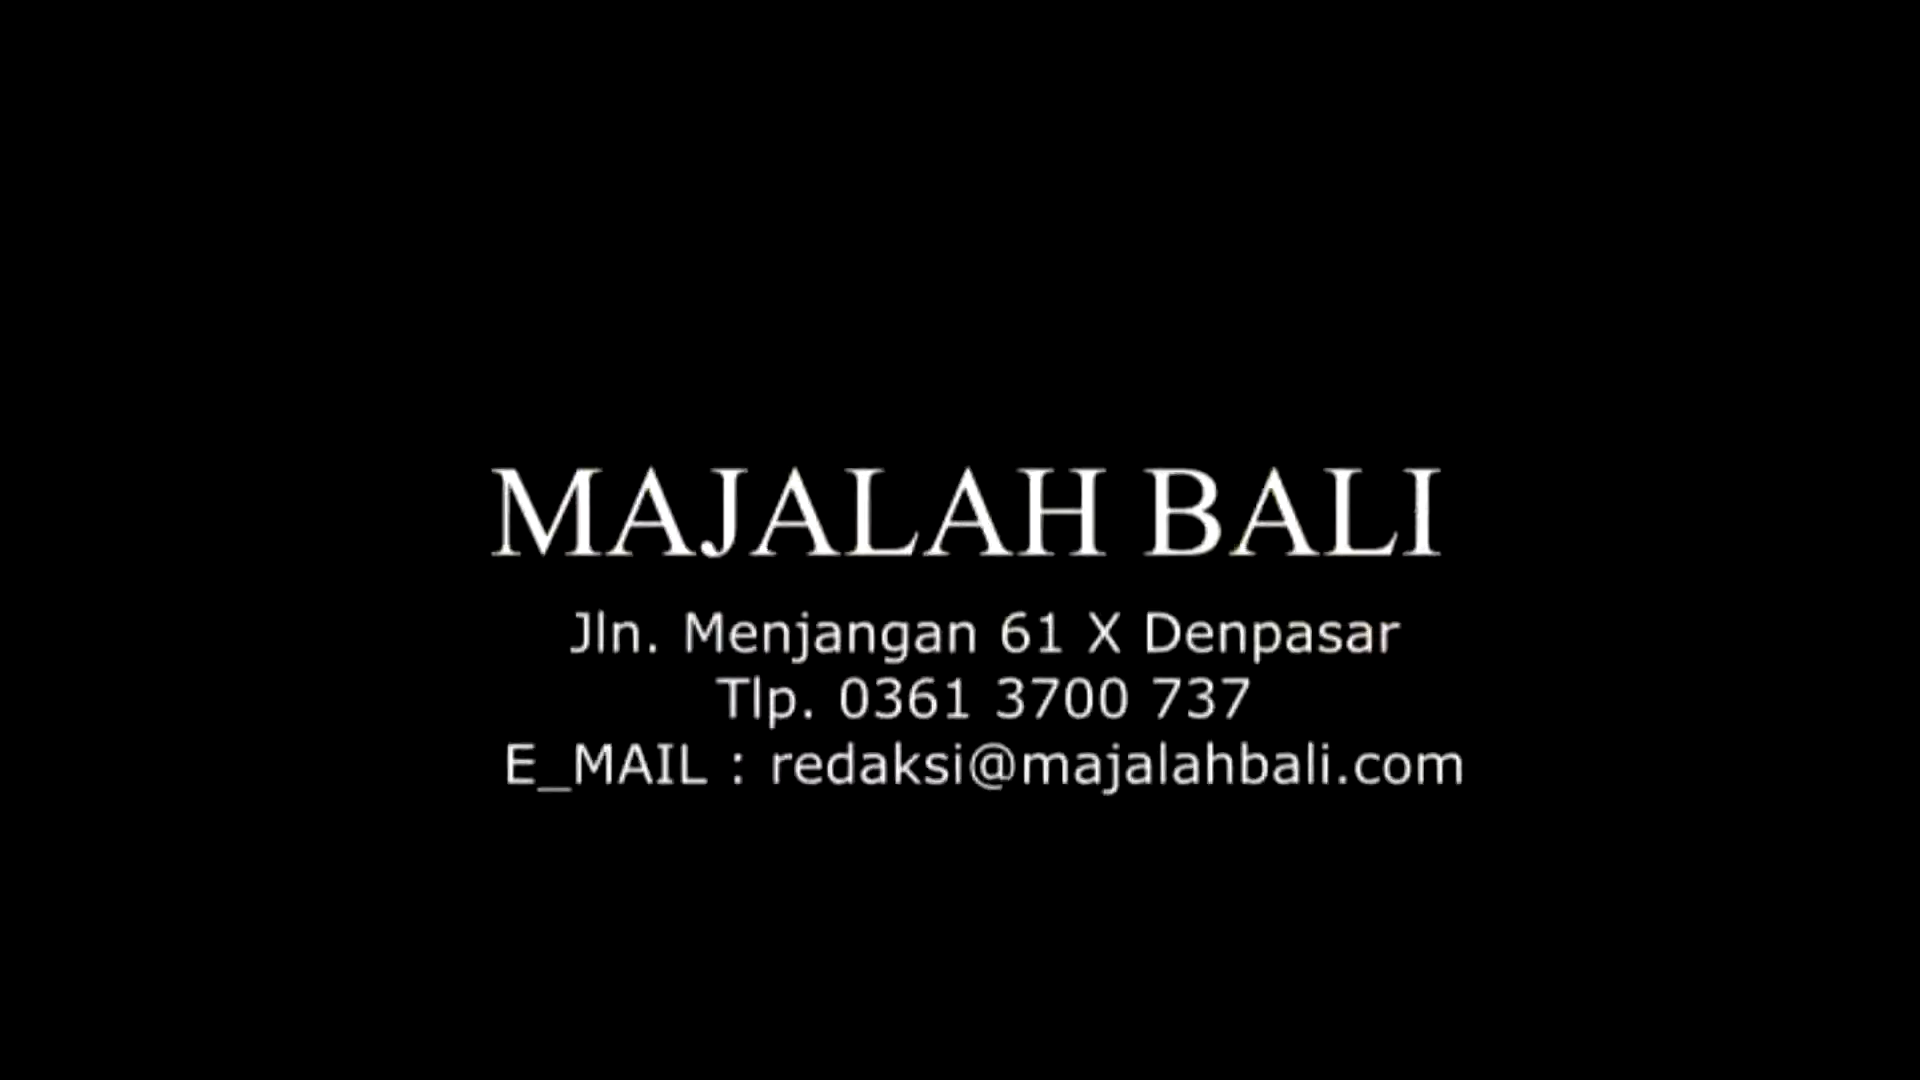 MAJALAH BALI
Jln. Menjangan 61 X Denpasar
Tlp. 0361 3700 737
E_MAIL : redaksi@majalahbali.com